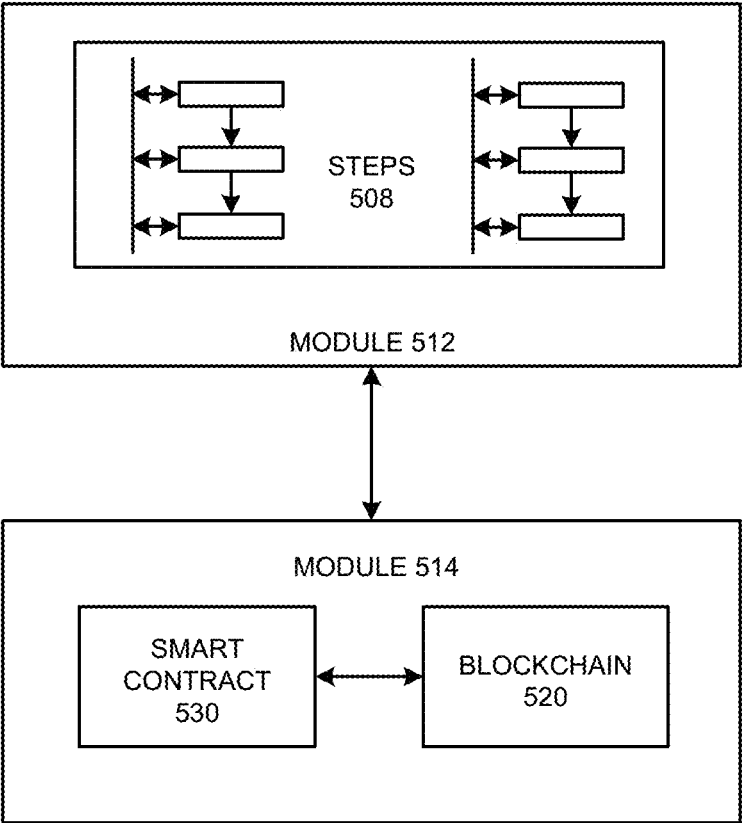 STEPS
508
MODULE 512
MODULE 514
SMART
CONTRACT
530
BLOCKCHAIN
520